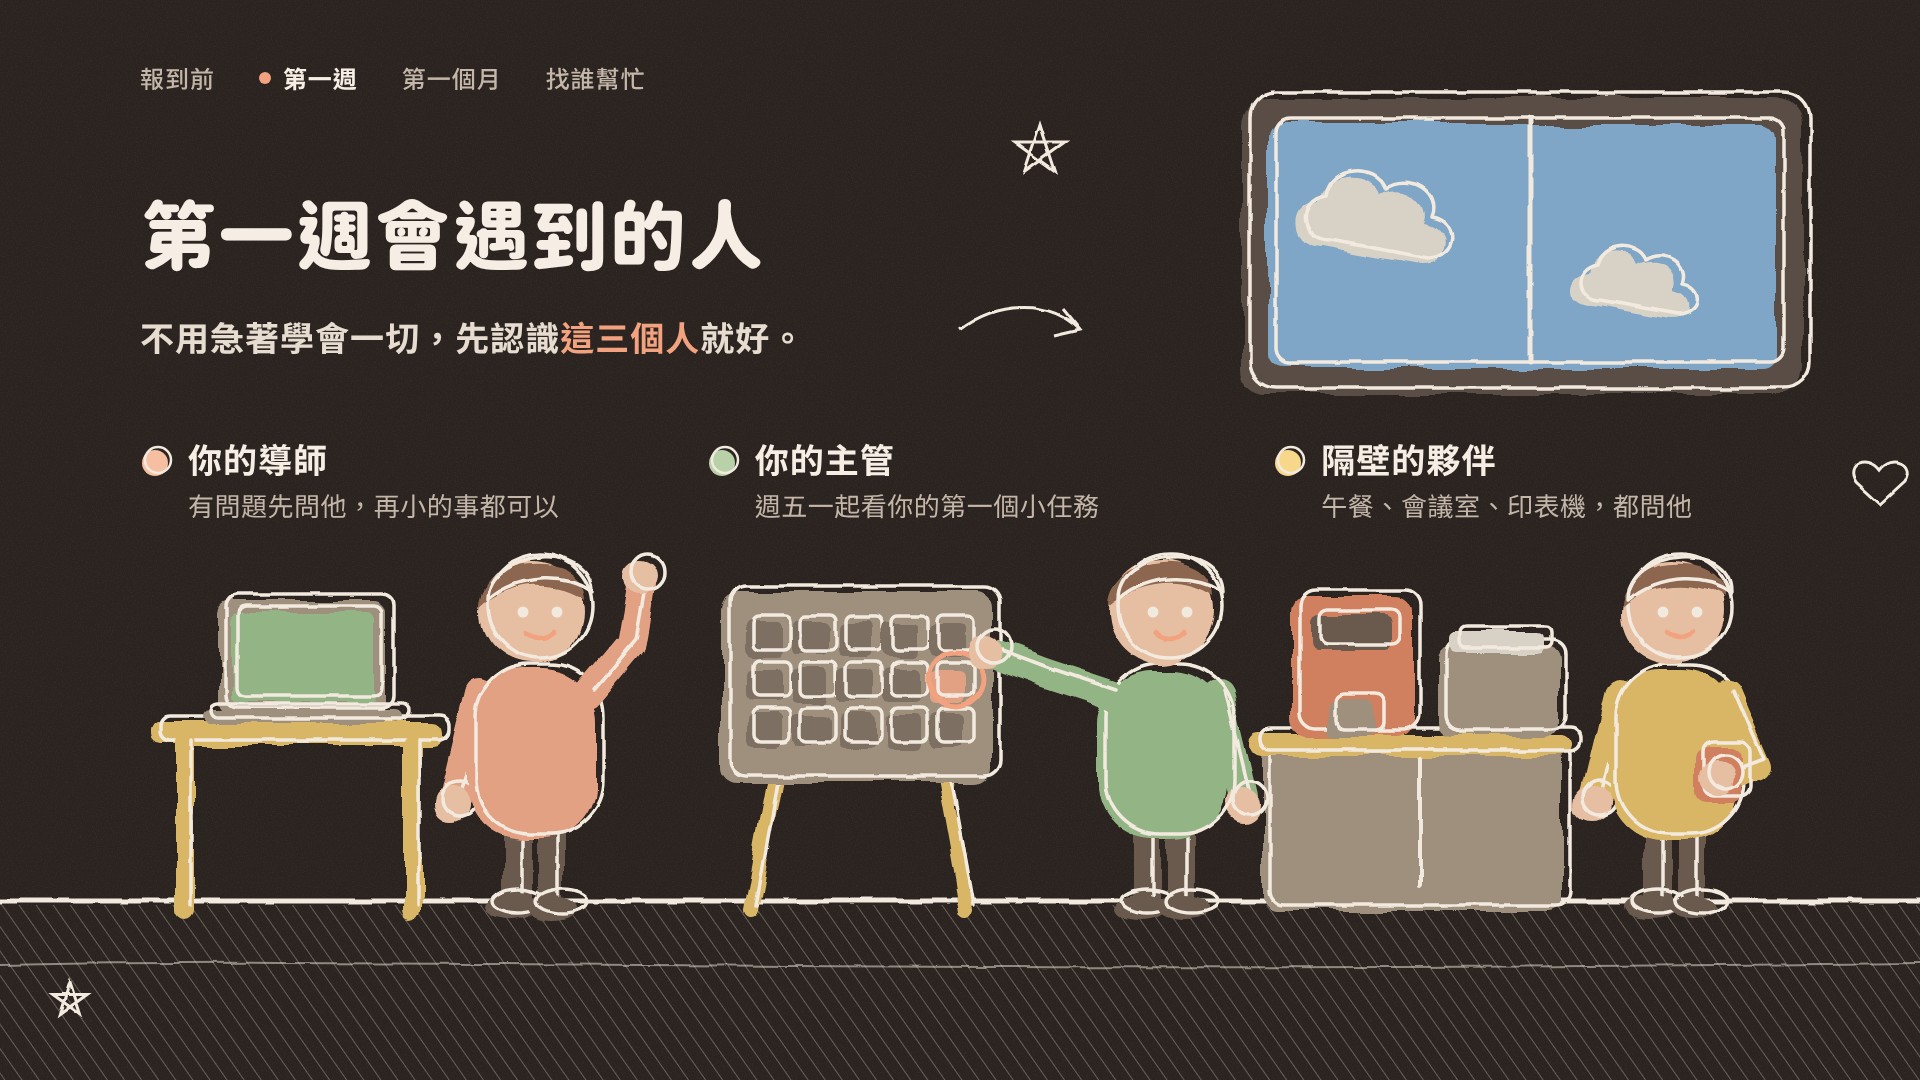 報到前
第一週
第一個月
找誰幫忙
第一週會遇到的人
不用急著學會一切，先認識這三個人就好。
你的導師
有問題先問他，再小的事都可以
你的主管
週五一起看你的第一個小任務
隔壁的夥伴
午餐、會議室、印表機，都問他